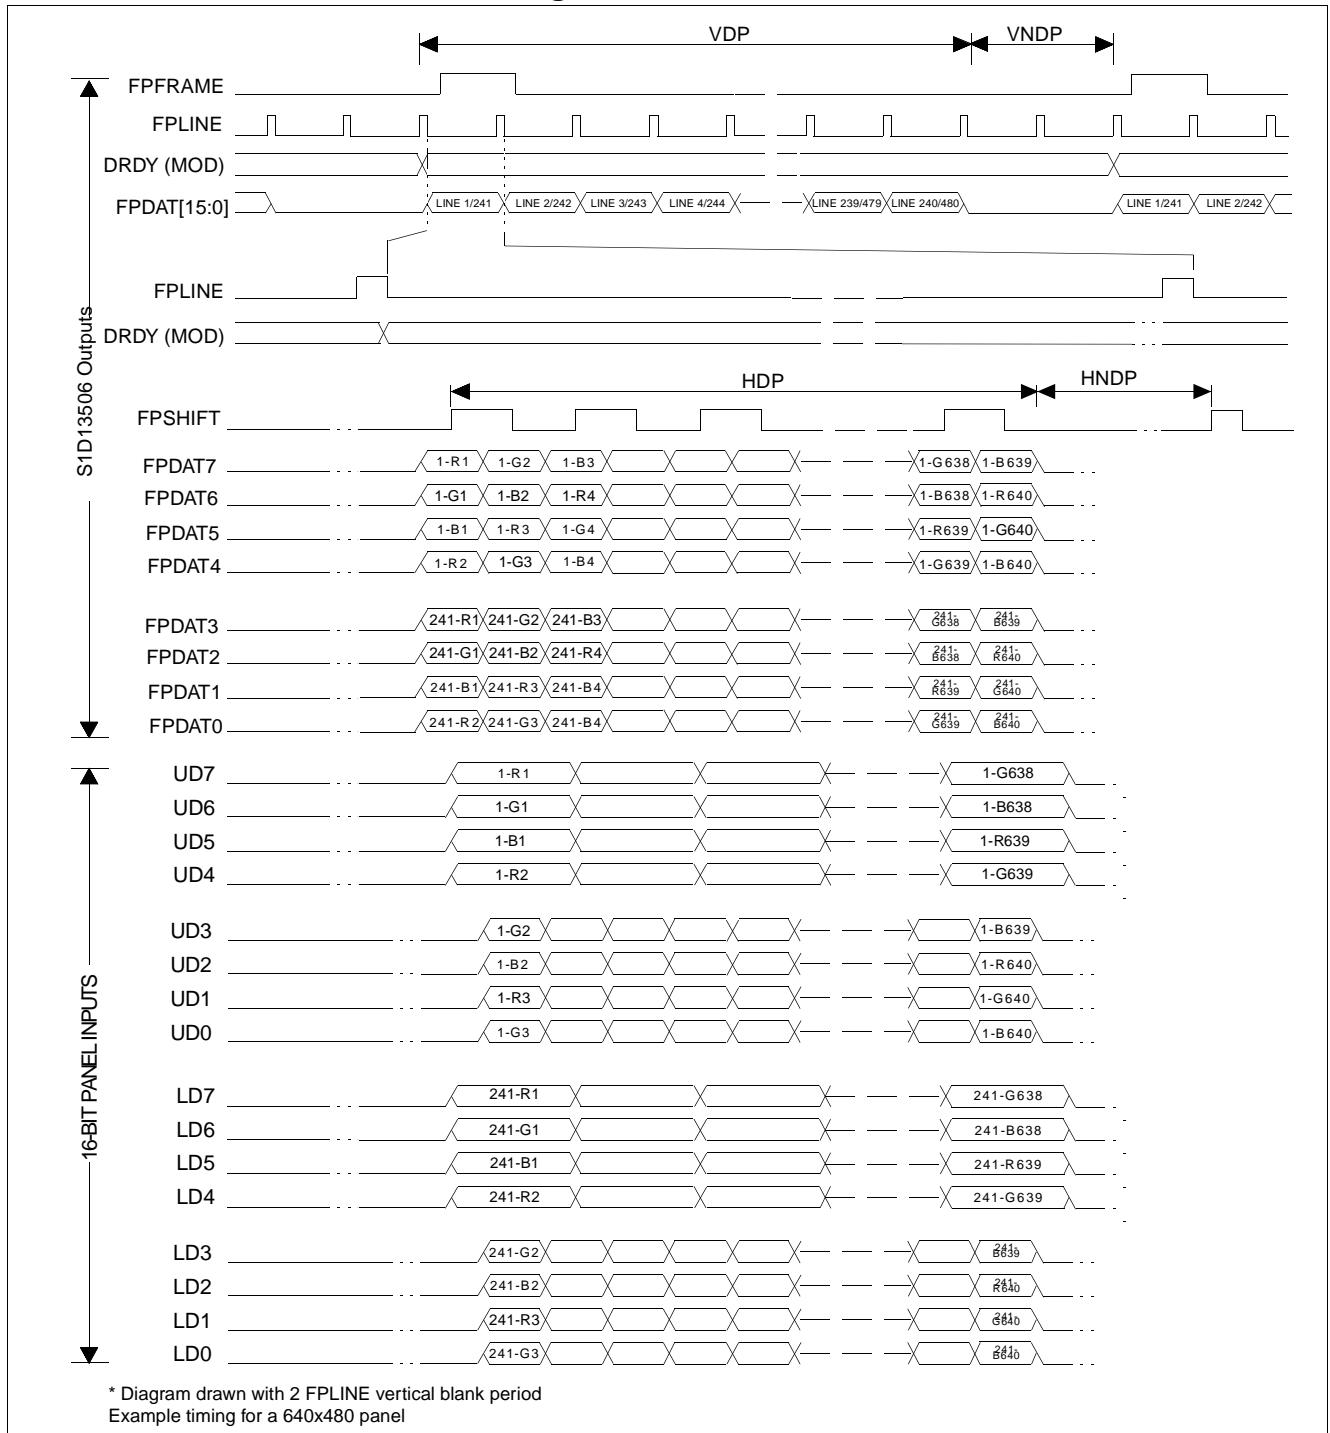 VDP VNDP
FPFRAME
FPLINE
DRDY (MOD)
FPDAT[15:0] LINE 1/241 LINE 2/242 LINE 3/243 LINE 4/244 LINE 239/479 LINE 240/480 LINE 1/241 LINE 2/242
FPLINE
DRDY (MOD)
S1D13506 Outputs
HDP HNDP
FPSHIFT
FPDAT7 1-R1 1-G2 1-B3 1-G638 1-B639
FPDAT6 1-G1 1-B2 1-R4 1-B638 1-R640
FPDAT5 1-B1 1-R3 1-G4 1-R639 1-G640
FPDAT4 1-R2 1-G3 1-B4 1-G639 1-B640
FPDAT3 241-R1 241-G2 241-B3 241-G638 241-B639
FPDAT2 241-G1 241-B2 241-R4 241-B638 241-R640
FPDAT1 241-B1 241-R3 241-B4 241-R639 241-G640
FPDAT0 241-R2 241-G3 241-B4 241-G639 241-B640
UD7 1-R1 1-G638
UD6 1-G1 1-B638
UD5 1-B1 1-R639
UD4 1-R2 1-G639
UD3 1-G2 1-B639
UD2 1-B2 1-R640
UD1 1-R3 1-G640
UD0 1-G3 1-B640
16-BIT PANEL INPUTS
LD7 241-R1 241-G638
LD6 241-G1 241-B638
LD5 241-B1 241-R639
LD4 241-R2 241-G639
LD3 241-G2 241-B639
LD2 241-B2 241-R640
LD1 241-R3 241-G640
LD0 241-G3 241-B640
* Diagram drawn with 2 FPLINE vertical blank period
Example timing for a 640x480 panel